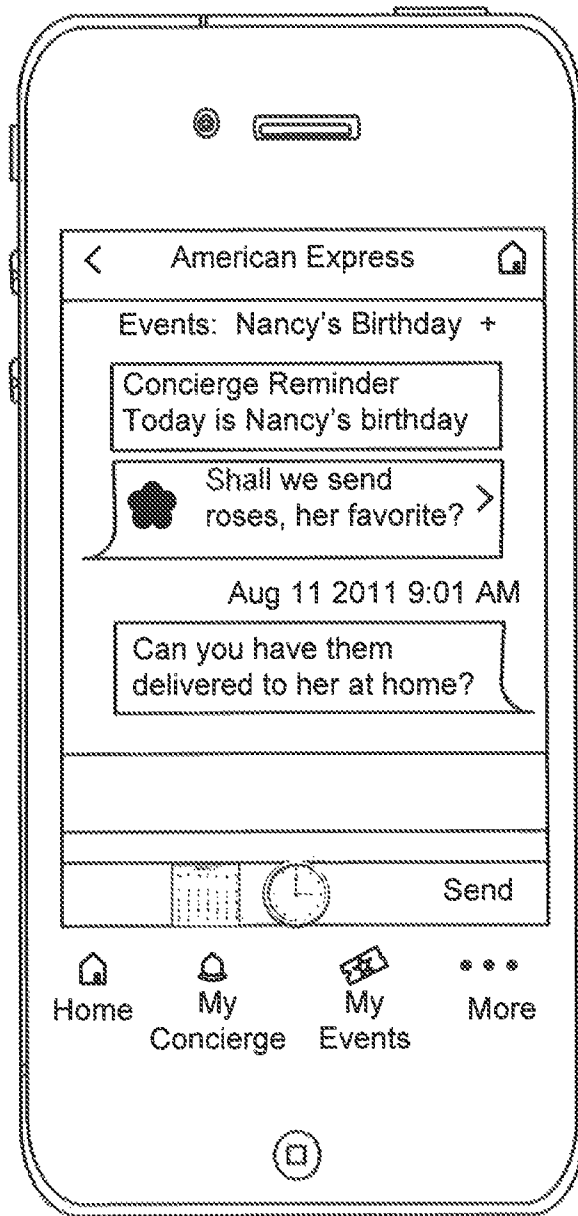 American Express
Events: Nancy's Birthday +
Concierge Reminder
Today is Nancy's birthday
Shall we send
roses, her favorite?
Aug 11 2011 9:01 AM
Can you have them
delivered to her at home?
Send
Home
My
Concierge
My
Events
More